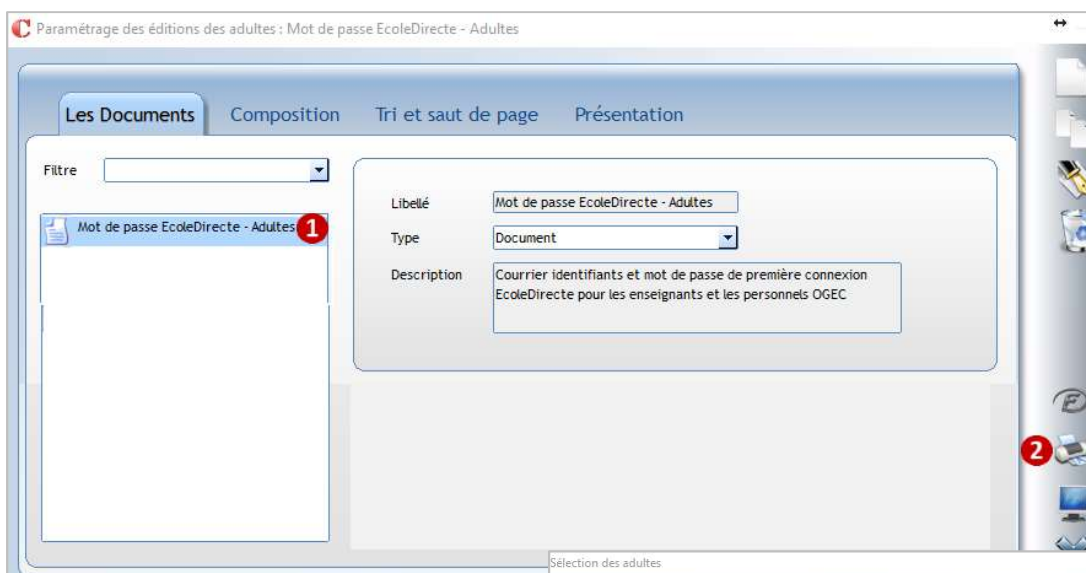 Paramétrage des éditions des adultes : Mot de passe EcoleDirecte - Adultes
Les Documents
Composition
Tri et saut de page
Présentation
Filtre
Mot de passe EcoleDirecte - Adultes
1
Libellé
Mot de passe EcoleDirecte - Adultes
Type
Document
Description
Courrier identifiants et mot de passe de première connexion
EcoleDirecte pour les enseignants et les personnels OGEC
2
Sélection des adultes